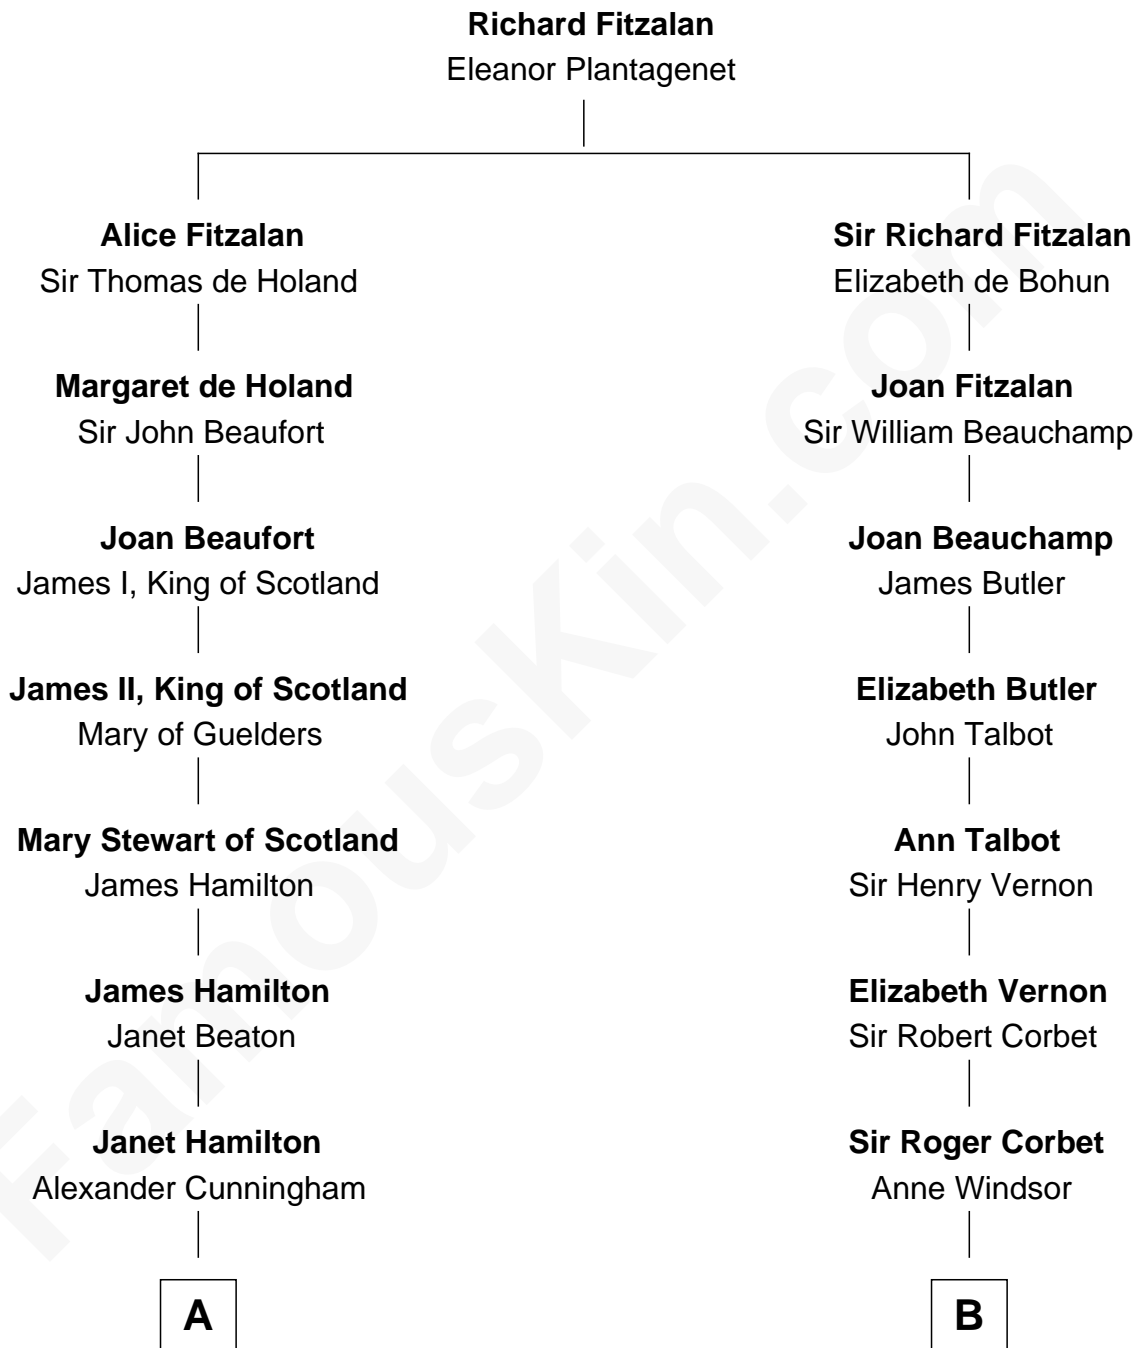 Richard Fitzalan
Eleanor Plantagenet
Alice Fitzalan
Sir Thomas de Holand
Margaret de Holand
Sir John Beaufort
Joan Beaufort
James I, King of Scotland
James II, King of Scotland
Mary of Guelders
Mary Stewart of Scotland
James Hamilton
James Hamilton
Janet Beaton
Janet Hamilton
Alexander Cunningham
A
Sir Richard Fitzalan
Elizabeth de Bohun
Joan Fitzalan
Sir William Beauchamp
Joan Beauchamp
James Butler
Elizabeth Butler
John Talbot
Ann Talbot
Sir Henry Vernon
Elizabeth Vernon
Sir Robert Corbet
Sir Roger Corbet
Anne Windsor
B
FamousKin.com